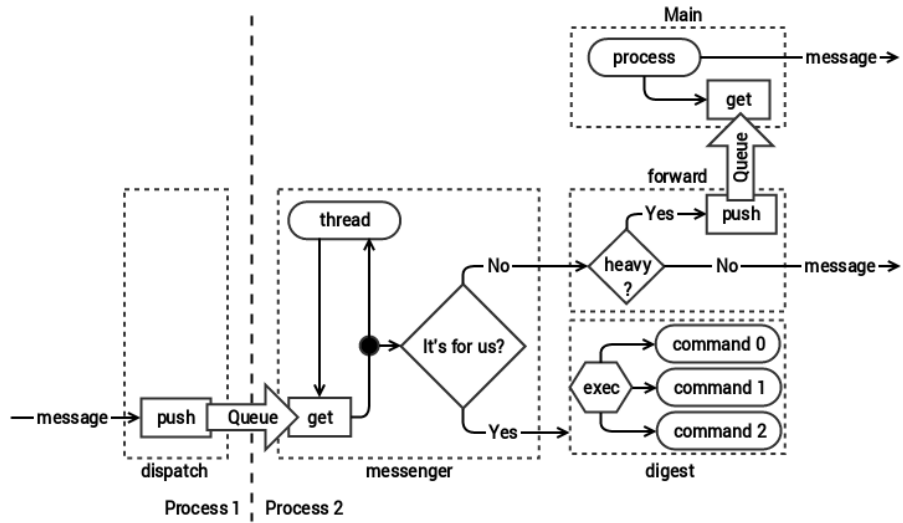 Main
process
message
get
Queue
forward
Yes
push
thread
No
heavy
?
No
message
It's for us?
command 0
exec
command 1
message
push
Queue
get
Yes
command 2
dispatch
messenger
digest
Process 1
Process 2